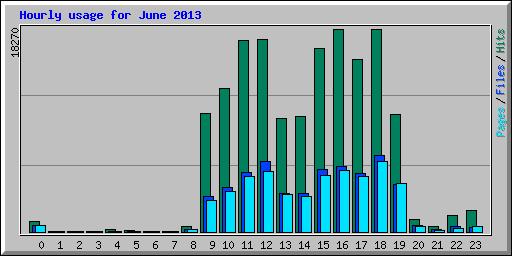 Hourly usage for June 2013
18270
Pages/Files/Hits
0 1 2 3 4 5 6 7 8 9 10 11 12 13 14 15 16 17 18 19 20 21 22 23